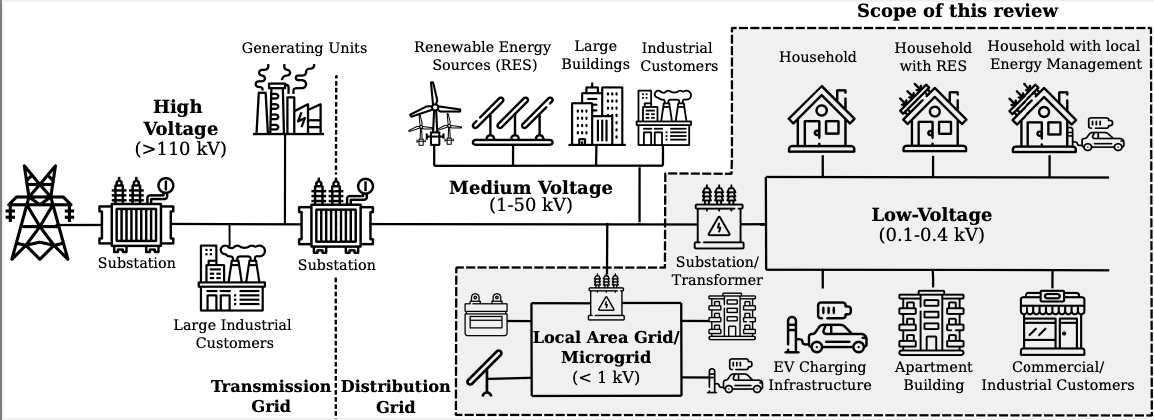 Scope of this review
Generating Units
Renewable Energy
Sources (RES)
Large
Buildings
Industrial
Customers
Household
Household
with RES
Household with local
Energy Management
High
Voltage
(>110 kV)
Medium Voltage
(1-50 kV)
Low-Voltage
(0.1-0.4 kV)
Substation
Substation
Substation/
Transformer
Large Industrial
Customers
Local Area Grid/
Microgrid
(< 1 kV)
EV Charging
Infrastructure
Apartment
Building
Commercial/
Industrial Customers
Transmission
Grid
Distribution
Grid